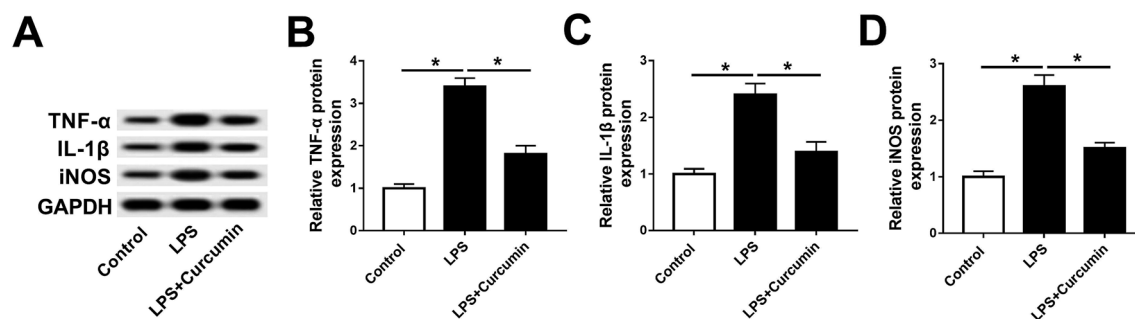 A
TNF-α
IL-1β
iNOS
GAPDH
Control
LPS
LPS+Curcumin
B
Relative TNF-α protein
expression
4
3
2
1
0
*
*
Control
LPS
LPS+Curcumin
C
Relative IL-1β protein
expression
3
2
1
0
*
*
Control
LPS
LPS+Curcumin
D
Relative iNOS protein
expression
3
2
1
0
*
*
Control
LPS
LPS+Curcumin